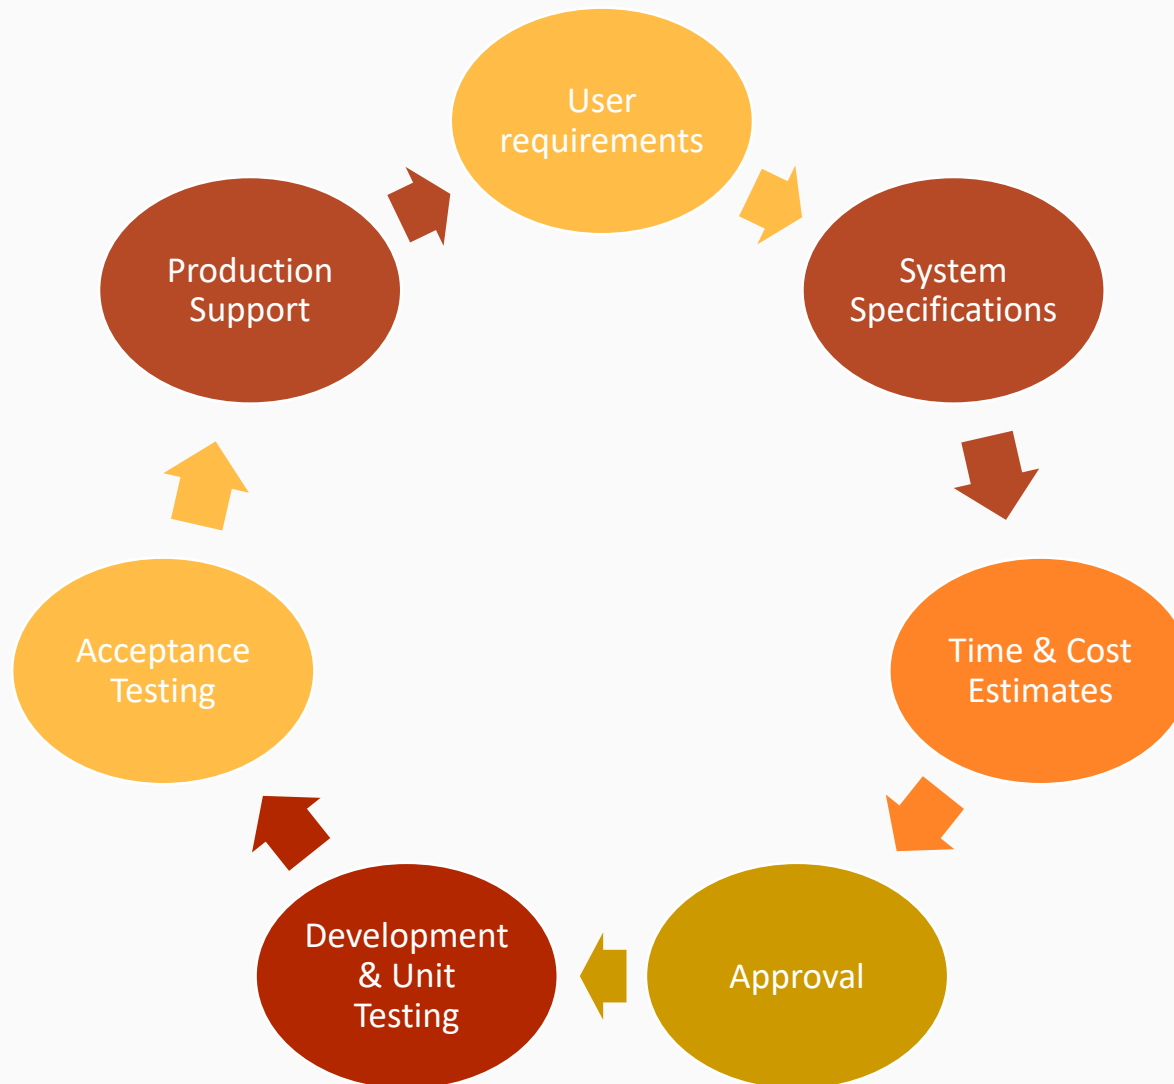 User
requirements
System
Specifications
Time & Cost
Estimates
Approval
Development
& Unit
Testing
Acceptance
Testing
Production
Support